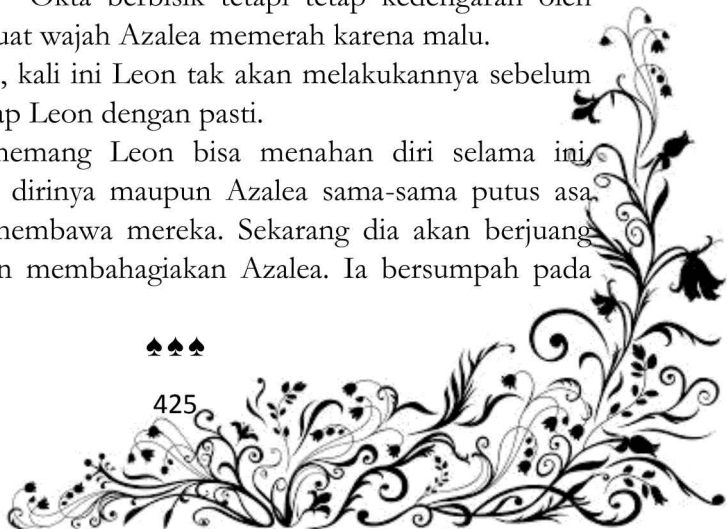 Okta berbisik tetapi tetap kedengaran oleh
uat wajah Azalea memerah karena malu.
, kali ini Leon tak akan melakukannya sebelum
ap Leon dengan pasti.
nemang Leon bisa menahan diri selama ini,
dirinya maupun Azalea sama-sama putus asa
nembawa mereka. Sekarang dia akan berjuang
n membahagiakan Azalea. Ia bersumpah pada
♠♠♠
425